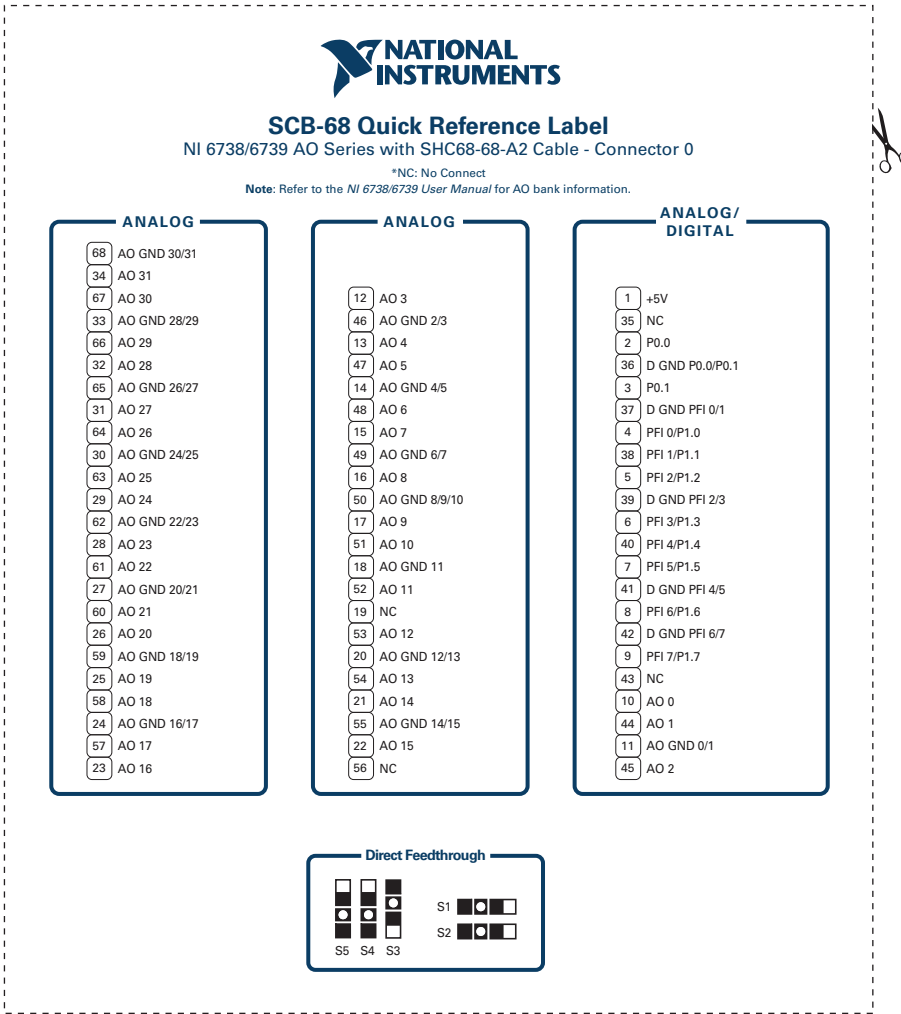 NATIONAL
INSTRUMENTS
SCB-68 Quick Reference Label
NI 6738/6739 AO Series with SHC68-68-A2 Cable - Connector 0
*NC: No Connect
Note: Refer to the NI 6738/6739 User Manual for AO bank information.
ANALOG
68 AO GND 30/31
34 AO 31
67 AO 30
33 AO GND 28/29
66 AO 29
32 AO 28
65 AO GND 26/27
31 AO 27
64 AO 26
30 AO GND 24/25
63 AO 25
29 AO 24
62 AO GND 22/23
28 AO 23
61 AO 22
27 AO GND 20/21
60 AO 21
26 AO 20
59 AO GND 18/19
25 AO 19
58 AO 18
24 AO GND 16/17
57 AO 17
23 AO 16
ANALOG
12 AO 3
46 AO GND 2/3
13 AO 4
47 AO 5
14 AO GND 4/5
48 AO 6
15 AO 7
49 AO GND 6/7
16 AO 8
50 AO GND 8/9/10
17 AO 9
51 AO 10
18 AO GND 11
52 AO 11
19 NC
53 AO 12
20 AO GND 12/13
54 AO 13
21 AO 14
55 AO GND 14/15
22 AO 15
56 NC
ANALOG/
DIGITAL
1 +5V
35 NC
2 P0.0
36 D GND P0.0/P0.1
3 P0.1
37 D GND PFI 0/1
4 PFI 0/P1.0
38 PFI 1/P1.1
5 PFI 2/P1.2
39 D GND PFI 2/3
6 PFI 3/P1.3
40 PFI 4/P1.4
7 PFI 5/P1.5
41 D GND PFI 4/5
8 PFI 6/P1.6
42 D GND PFI 6/7
9 PFI 7/P1.7
43 NC
10 AO 0
44 AO 1
11 AO GND 0/1
45 AO 2
Direct Feedthrough
S1
S2
S5 S4 S3